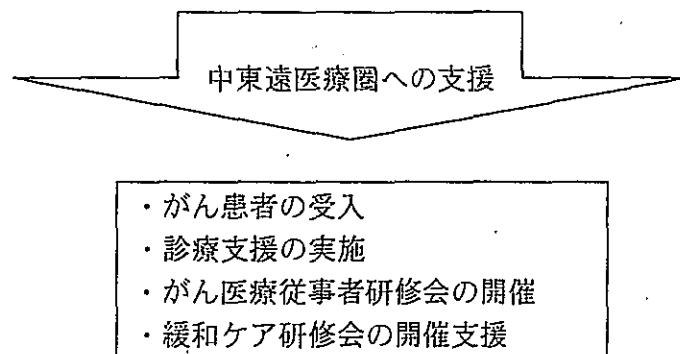 中東遠医療圏への支援
・がん患者の受入
・診療支援の実施
・がん医療従事者研修会の開催
・緩和ケア研修会の開催支援